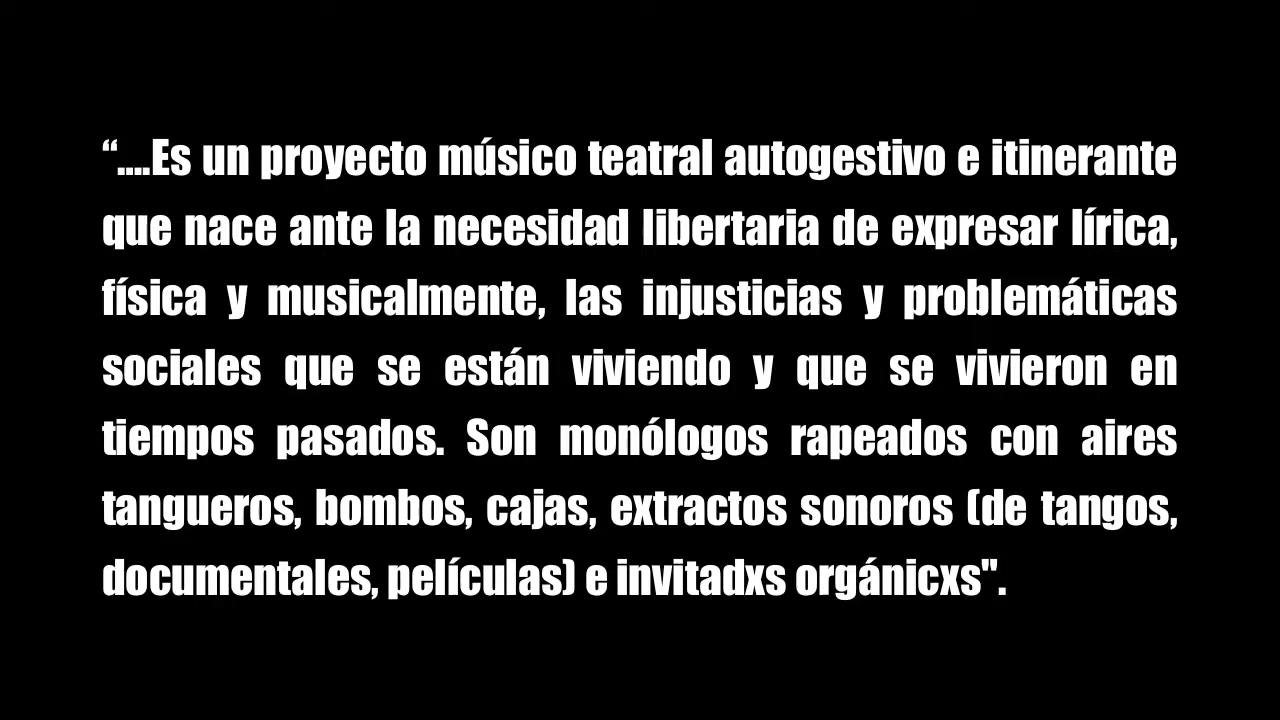 “....Es un proyecto músico teatral autogestivo e itinerante
que nace ante la necesidad libertaria de expresar lírica,
física y musicalmente, las injusticias y problemáticas
sociales que se están viviendo y que se vivieron en
tiempos pasados. Son monólogos rapeados con aires
tangueros, bombos, cajas, extractos sonoros (de tangos,
documentales, películas) e invitadxs orgánicxs".